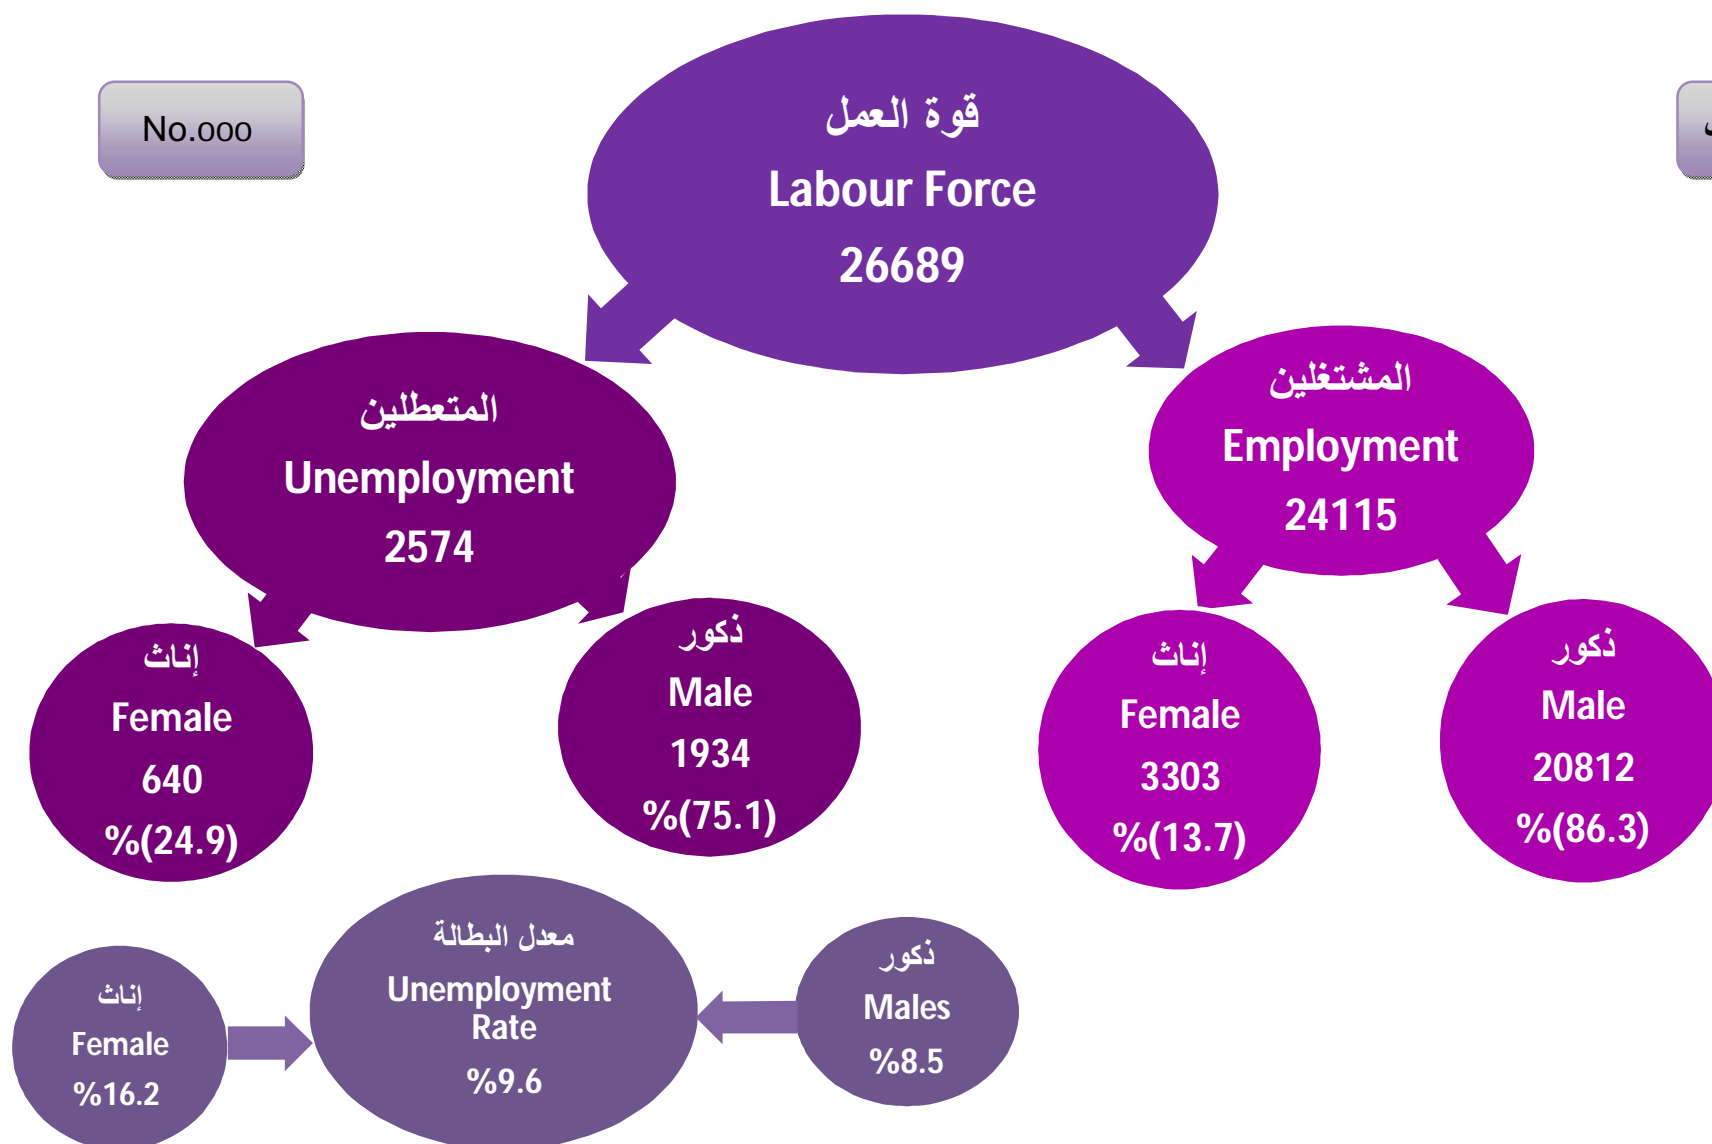 No.000
قوة العمل
Labour Force
26689
المتعطلين
Unemployment
2574
المشتغلين
Employment
24115
إناث
Female
640
%(24.9)
ذكور
Male
1934
%(75.1)
إناث
Female
3303
%(13.7)
ذكور
Male
20812
%(86.3)
إناث
Female
%16.2
معدل البطالة
Unemployment
Rate
%9.6
ذكور
Males
%8.5